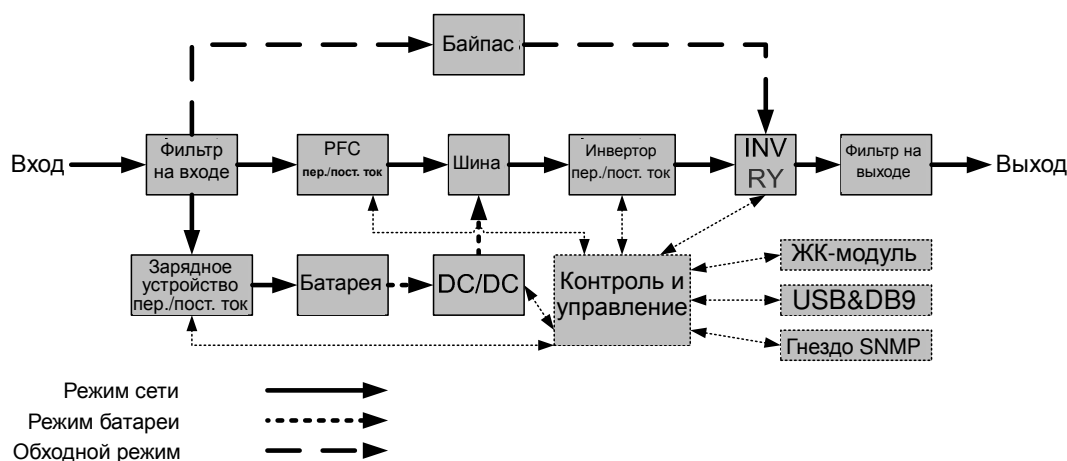 Байпас
Вход
Фильтр
на входе
PFC
пер./пост. ток
Шина
Инвертор
пер./пост. ток
INV
RY
Фильтр на
выходе
Выход
Зарядное
устройство
пер./пост. ток
Батарея
DC/DC
Контроль и
управление
ЖК-модуль
USB&DB9
Гнездо SNMP
Режим сети
Режим батареи
Обходной режим